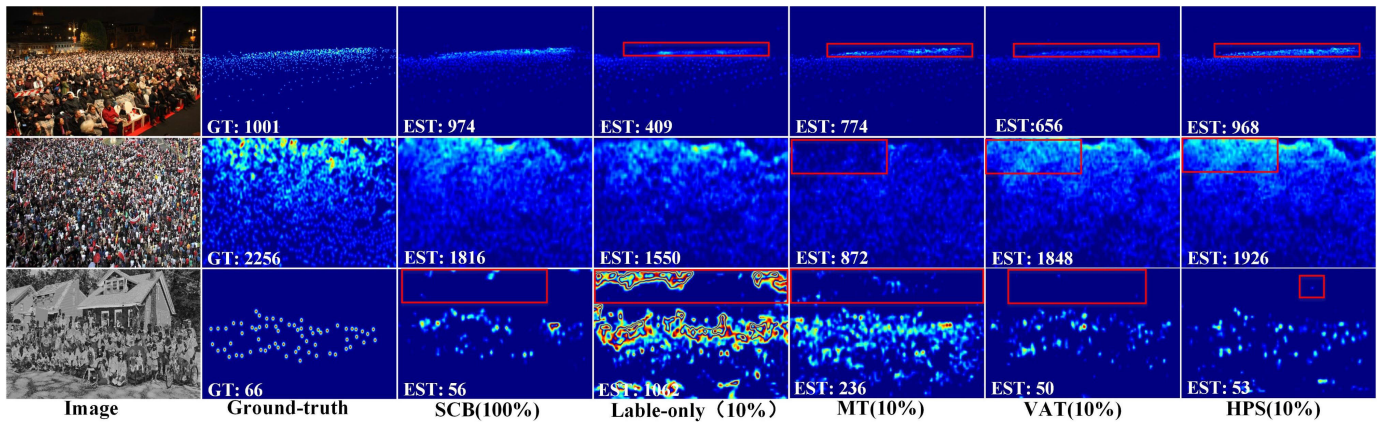 GT: 1001
EST: 974
EST: 409
EST: 774
EST:656
EST: 968
GT: 2256
EST: 1816
EST: 1550
EST: 872
EST: 1848
EST: 1926
GT: 66
EST: 56
EST: 1062
EST: 236
EST: 50
EST: 53
Image
Ground-truth
SCB(100%)
Lable-only（10%）
MT(10%)
VAT(10%)
HPS(10%)